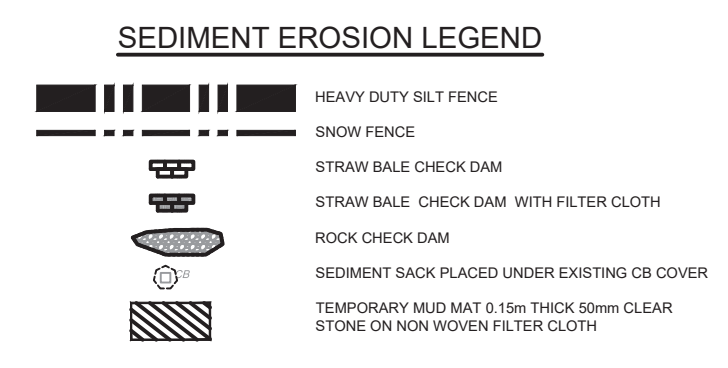 SEDIMENT EROSION LEGEND
HEAVY DUTY SILT FENCE
SNOW FENCE
STRAW BALE CHECK DAM
STRAW BALE CHECK DAM WITH FILTER CLOTH
ROCK CHECK DAM
CB
SEDIMENT SACK PLACED UNDER EXISTING CB COVER
TEMPORARY MUD MAT 0.15m THICK 50mm CLEAR
STONE ON NON WOVEN FILTER CLOTH